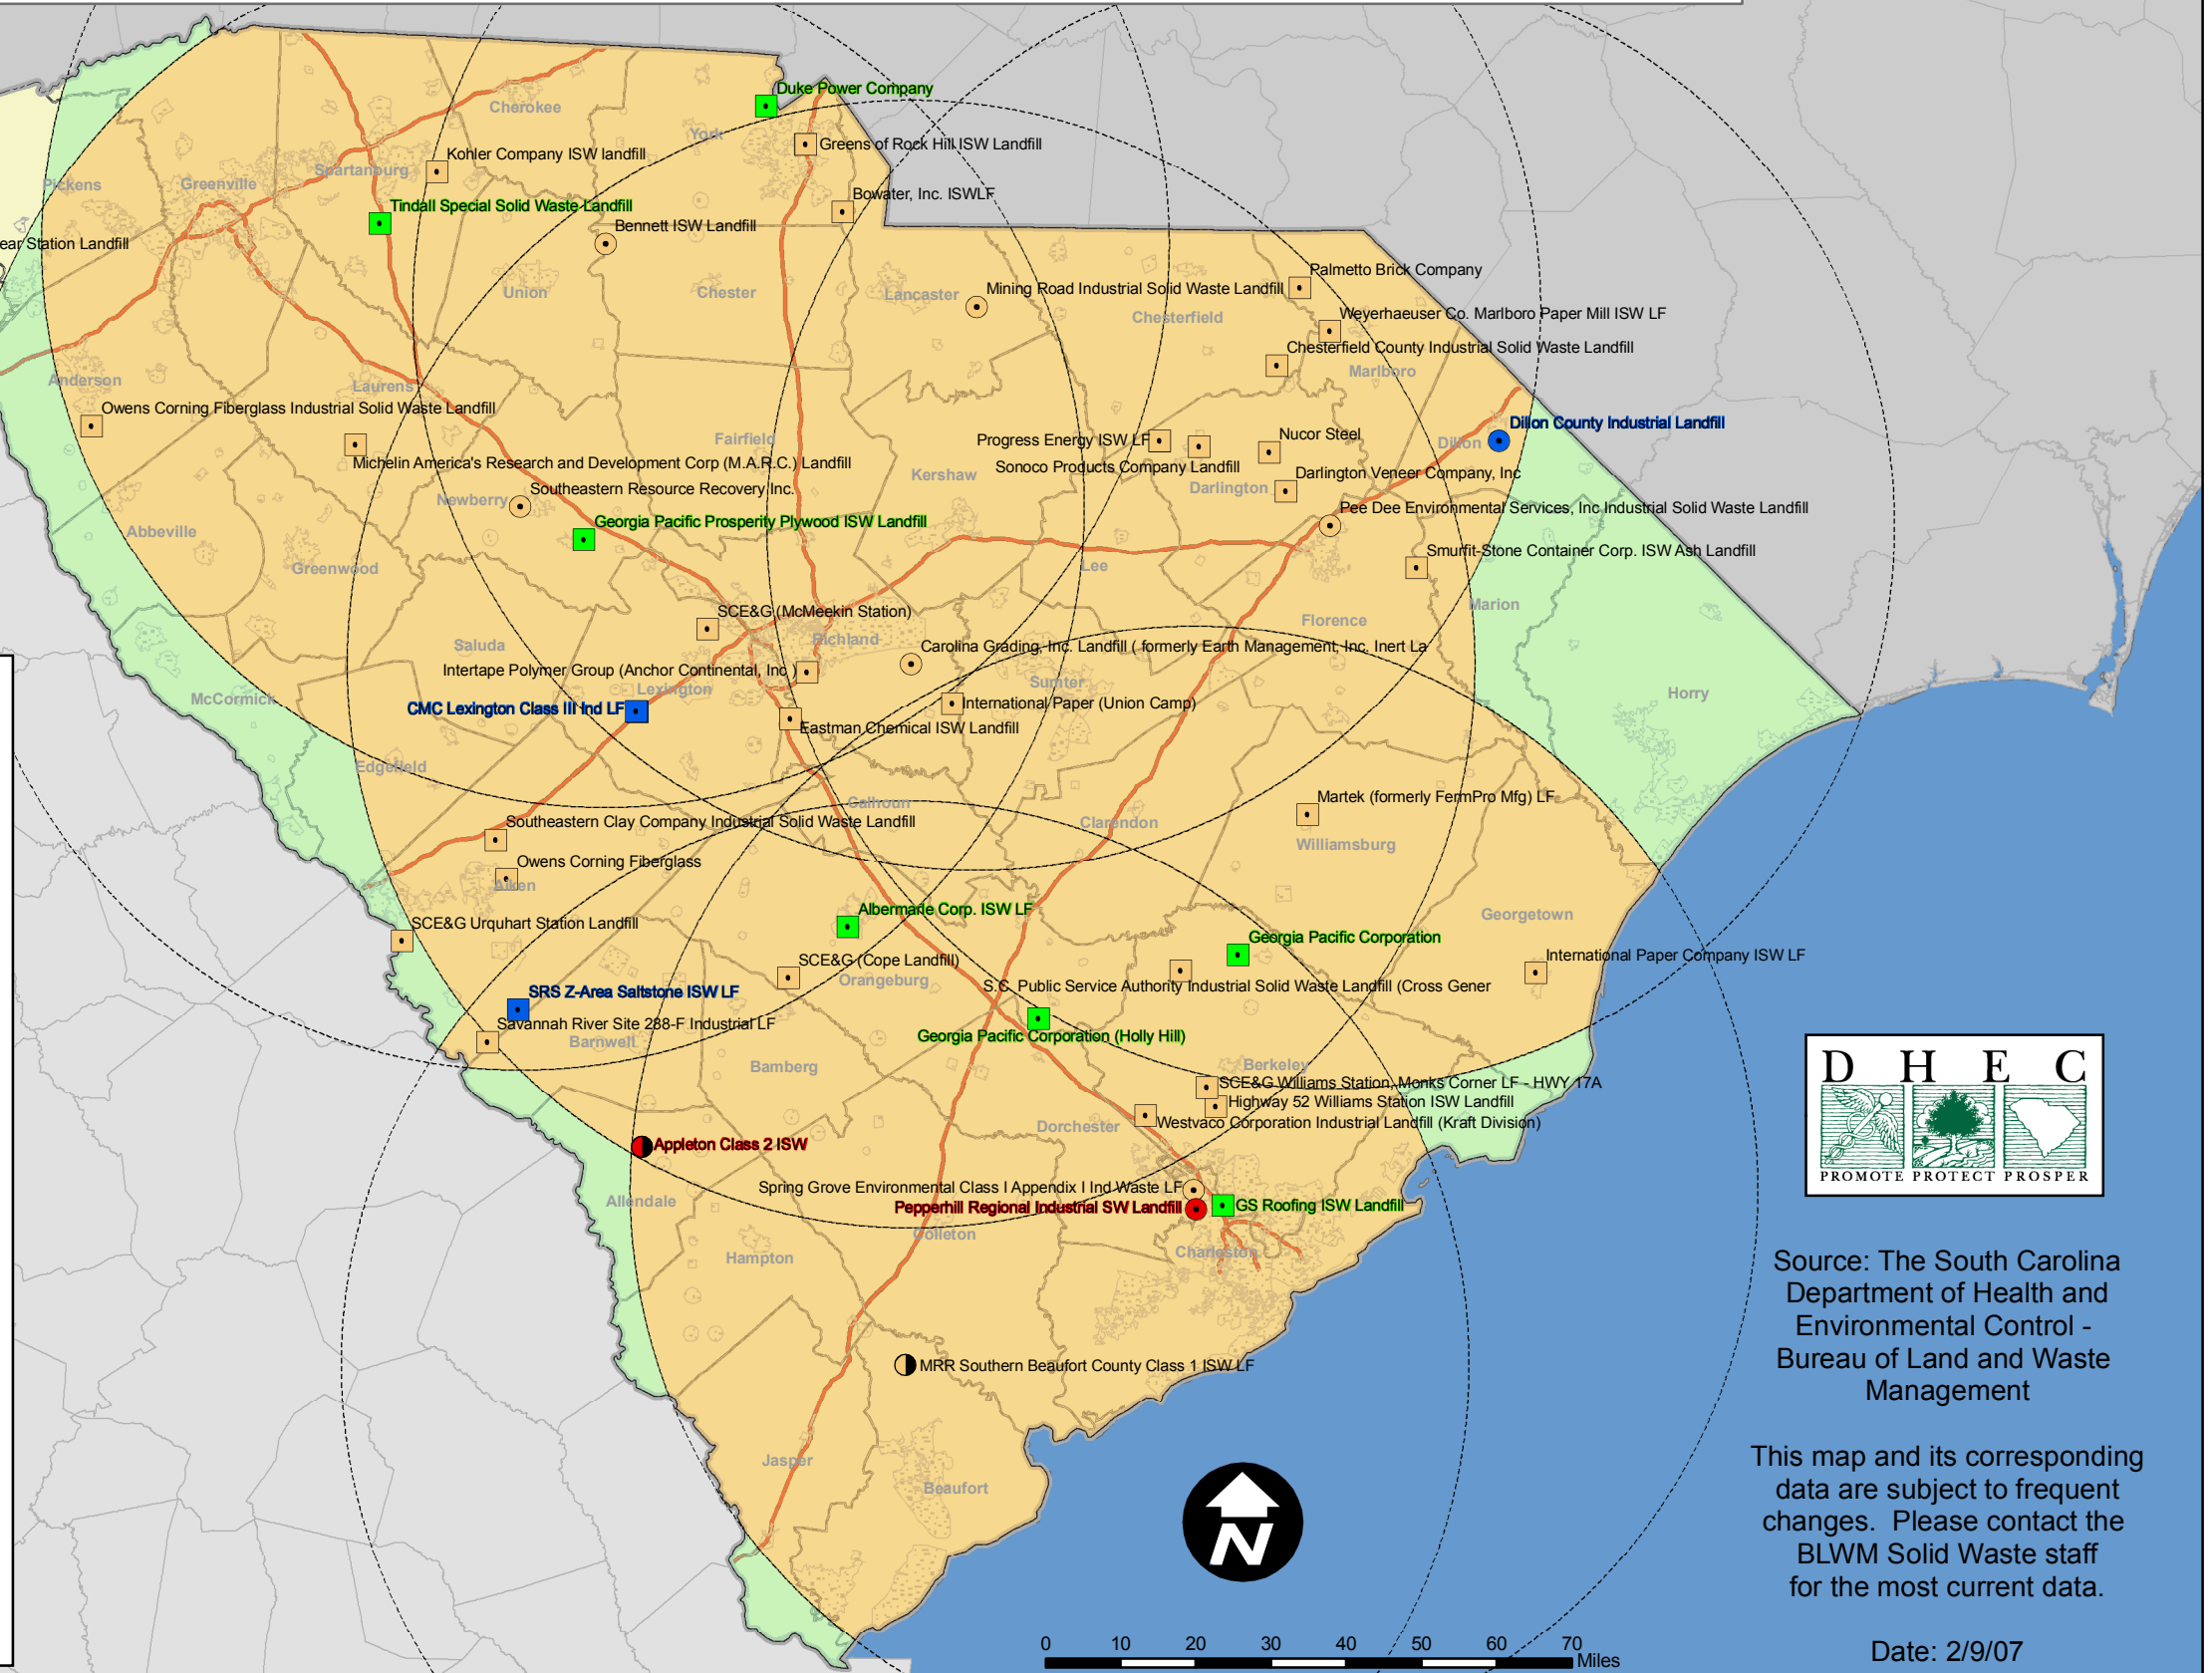 Duke Power Company
Cherokee
York
Greens of Rock Hill ISW Landfill
Kohler Company ISW landfill
Spartanburg
Pickens
Greenville
Bowater, Inc. ISWLF
Tindall Special Solid Waste Landfill
Bennett ISW Landfill
ear Station Landfill
Palmetto Brick Company
Union
Chester
Lancaster
Mining Road Industrial Solid Waste Landfill
Chesterfield
Weyerhaeuser Co. Marlboro Paper Mill ISW LF
Chesterfield County Industrial Solid Waste Landfill
Marlboro
Anderson
Laurens
Owens Corning Fiberglass Industrial Solid Waste Landfill
Dillon County Industrial Landfill
Fairfield
Progress Energy ISW LF
Nucor Steel
Dillon
Michelin America's Research and Development Corp (M.A.R.C.) Landfill
Sonoco Products Company Landfill
Kershaw
Darlington Veneer Company, Inc
Newberry
Southeastern Resource Recovery Inc.
Darlington
Pee Dee Environmental Services, Inc Industrial Solid Waste Landfill
Georgia Pacific Prosperity Plywood ISW Landfill
Abbeville
Smurfit-Stone Container Corp. ISW Ash Landfill
Greenwood
Lee
Marion
SCE&G (McMeekin Station)
Florence
Richland
Saluda
Carolina Grading, Inc. Landfill ( formerly Earth Management, Inc. Inert La
Intertape Polymer Group (Anchor Continental, Inc )
Sumter
Lexington
McCormick
Horry
International Paper (Union Camp)
CMC Lexington Class III Ind LF
Eastman Chemical ISW Landfill
Edgefield
Martek (formerly FermPro Mfg) LF
Calhoun
Southeastern Clay Company Industrial Solid Waste Landfill
Clarendon
Williamsburg
Owens Corning Fiberglass
Aiken
Albermarle Corp. ISW LF
Georgetown
SCE&G Urquhart Station Landfill
Georgia Pacific Corporation
International Paper Company ISW LF
SCE&G (Cope Landfill)
Orangeburg
S.C. Public Service Authority Industrial Solid Waste Landfill (Cross Gener
SRS Z-Area Saltstone ISW LF
Savannah River Site 288-F Industrial LF
Georgia Pacific Corporation (Holly Hill)
Barnwell
Bamberg
Berkeley
SCE&G Williams Station, Monks Corner LF - HWY 17A
Highway 52 Williams Station ISW Landfill
Westvaco Corporation Industrial Landfill (Kraft Division)
Dorchester
Appleton Class 2 ISW
Spring Grove Environmental Class I Appendix I Ind Waste LF
Allendale
Pepperhill Regional Industrial SW Landfill
GS Roofing ISW Landfill
Colleton
Charleston
Hampton
MRR Southern Beaufort County Class 1 ISW LF
Jasper
Beaufort
N
0 10 20 30 40 50 60 70
Miles
D H E C
PROMOTE PROTECT PROSPER
Source: The South Carolina
Department of Health and
Environmental Control -
Bureau of Land and Waste
Management
This map and its corresponding
data are subject to frequent
changes. Please contact the
BLWM Solid Waste staff
for the most current data.
Date: 2/9/07